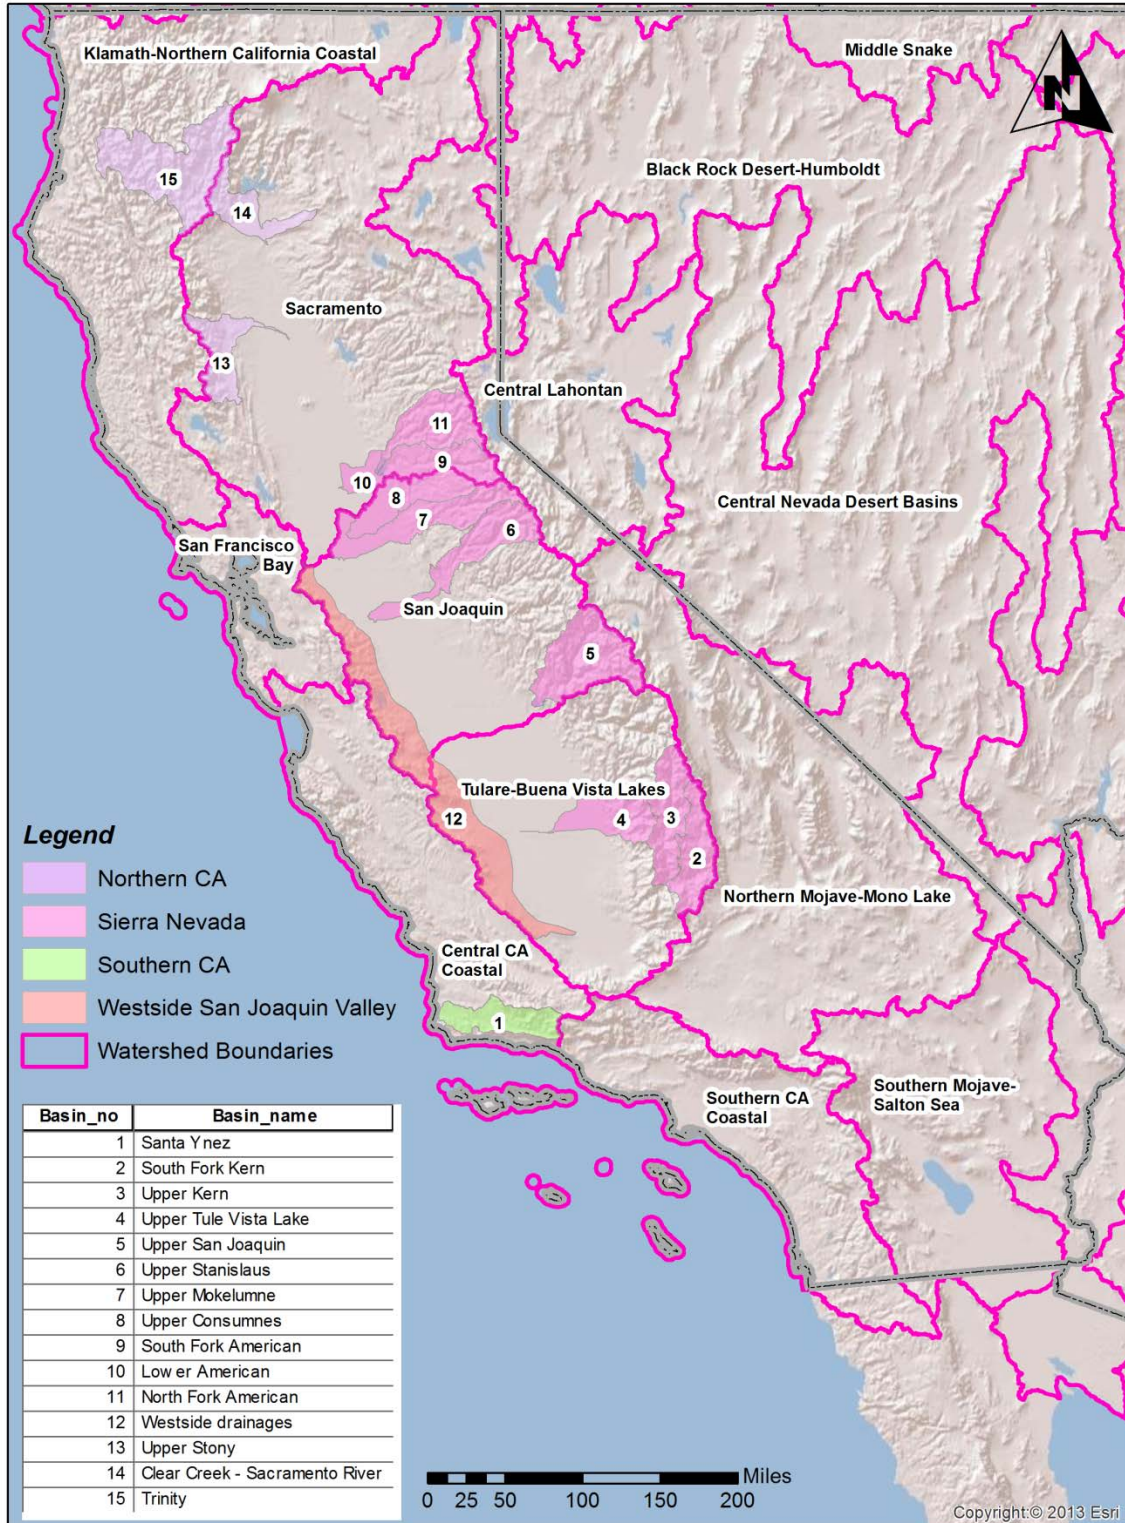 Klamath-Northern California Coastal
Middle Snake
N
Black Rock Desert-Humboldt
15
14
Sacramento
13
Central Lahontan
11
9
10
8
7
6
Central Nevada Desert Basins
San Francisco
Bay
San Joaquin
5
Tulare-Buena Vista Lakes
12
4
3
2
Northern Mojave-Mono Lake
Central CA
Coastal
1
Southern CA
Coastal
Southern Mojave-
Salton Sea
Legend
Northern CA
Sierra Nevada
Southern CA
Westside San Joaquin Valley
Watershed Boundaries
Basin_no Basin_name
1 Santa Ynez
2 South Fork Kern
3 Upper Kern
4 Upper Tule Vista Lake
5 Upper San Joaquin
6 Upper Stanislaus
7 Upper Mokelumne
8 Upper Consumnes
9 South Fork American
10 Lower American
11 North Fork American
12 Westside drainages
13 Upper Stony
14 Clear Creek - Sacramento River
15 Trinity
Miles
0 25 50 100 150 200
Copyright:© 2013 Esri